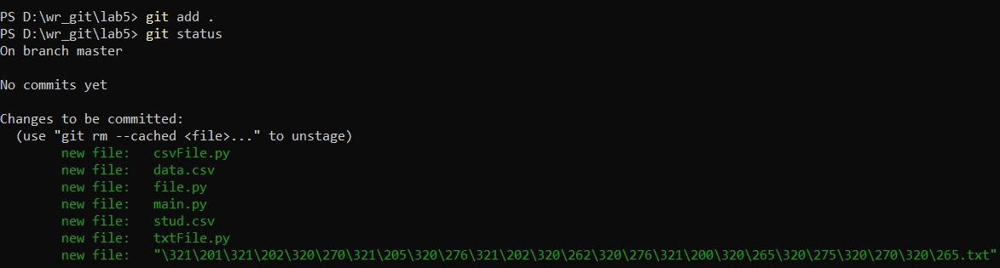 PS D:\wr_git\lab5> git add .
PS D:\wr_git\lab5> git status
On branch master
No commits yet
Changes to be committed:
  (use "git rm --cached <file>..." to unstage)
        new file:   csvFile.py
        new file:   data.csv
        new file:   file.py
        new file:   main.py
        new file:   stud.csv
        new file:   txtFile.py
        new file:   "\321\201\321\202\320\270\321\205\320\276\321\202\320\262\320\276\321\200\320\265\320\275\320\270\320\265.txt"